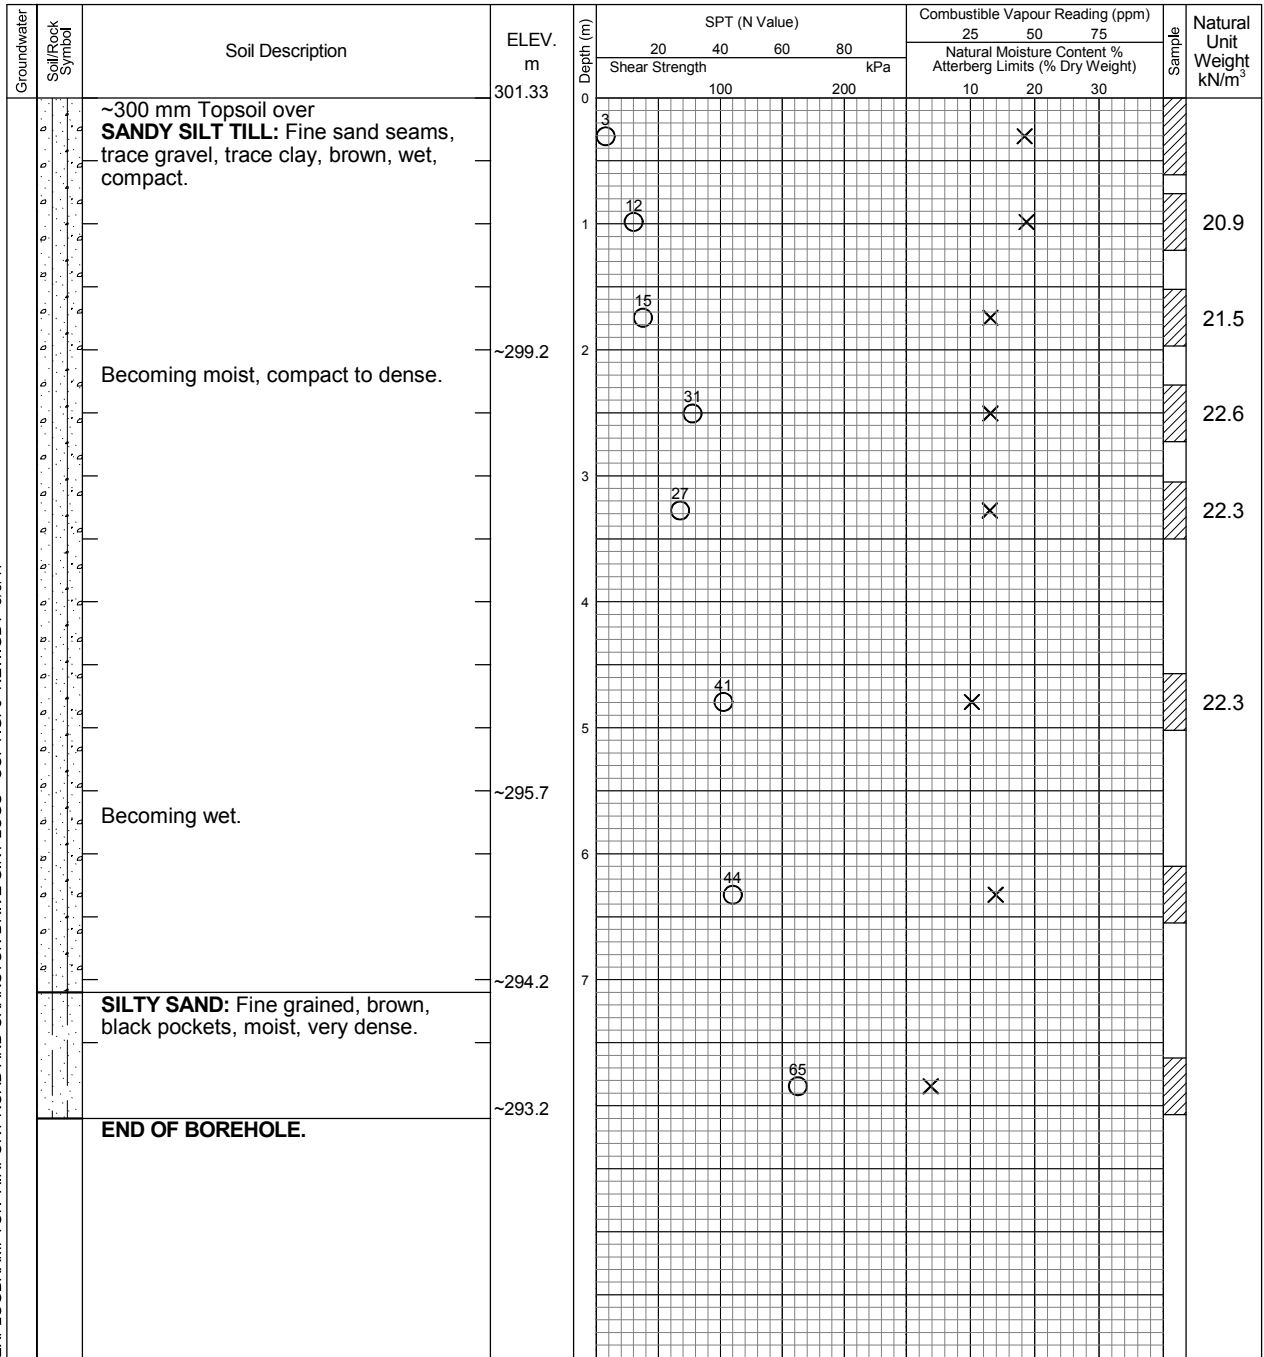 Groundwater
Soil/Rock
Symbol
Soil Description
ELEV.
m
301.33
Depth (m)
SPT (N Value)
20 40 60 80
Shear Strength kPa
100 200
Combustible Vapour Reading (ppm)
25 50 75
Natural Moisture Content %
Atterberg Limits (% Dry Weight)
10 20 30
Sample
Natural
Unit
Weight
kN/m3
0
~300 mm Topsoil over
SANDY SILT TILL: Fine sand seams,
trace gravel, trace clay, brown, wet,
compact.
3
12
1
20.9
15
21.5
~299.2
2
Becoming moist, compact to dense.
31
22.6
3
27
22.3
4
41
22.3
5
~295.7
Becoming wet.
6
44
~294.2
7
SILTY SAND: Fine grained, brown,
black pockets, moist, very dense.
65
~293.2
END OF BOREHOLE.